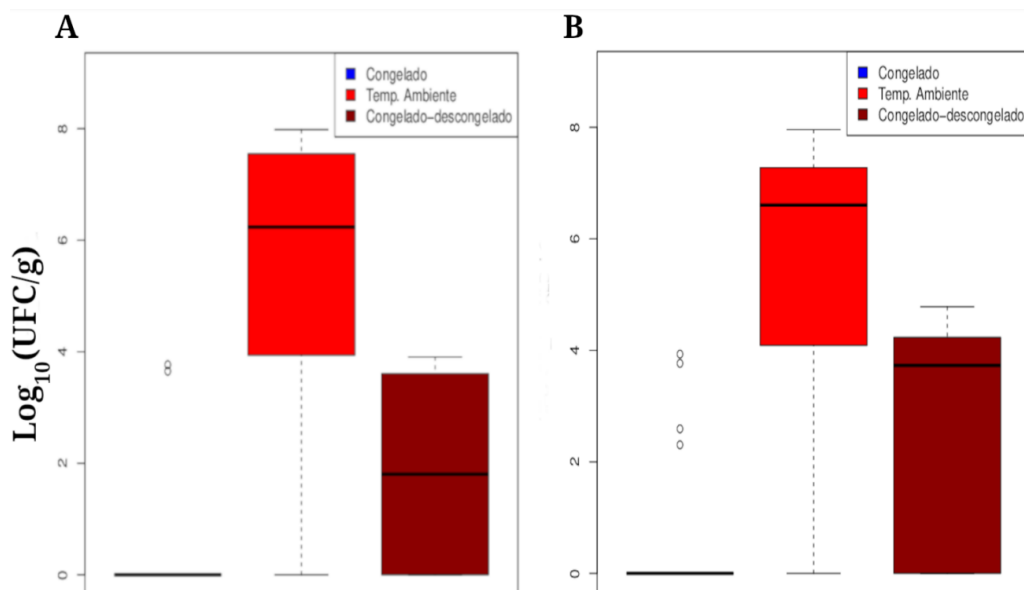 A
B
Congelado
Temp. Ambiente
Congelado-descongelado
Congelado
Temp. Ambiente
Congelado-descongelado
Log10(UFC/g)
8
6
4
2
0
8
6
4
2
0